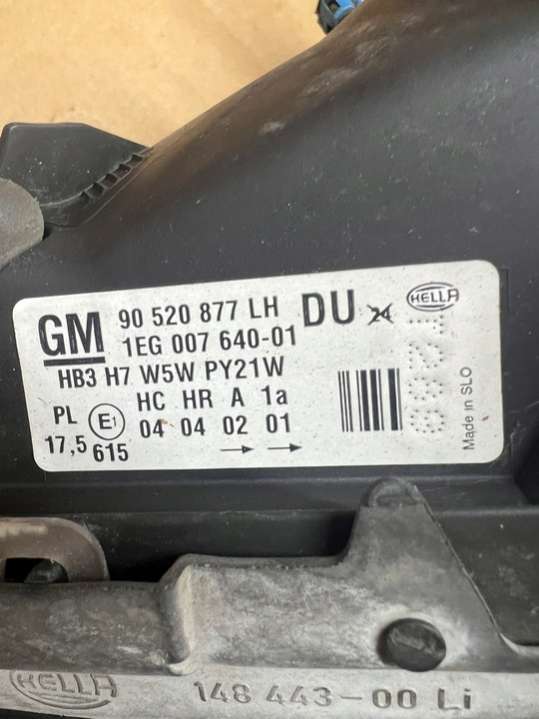 GM 90 520 877 LH DU
HELLA
1EG 007 640-01
HB3 H7 W5W PY21W
HC HR A 1a
PL E1 04 04 02 01
17,5 615
Made in SLO
HELLA 148 443-00 Li